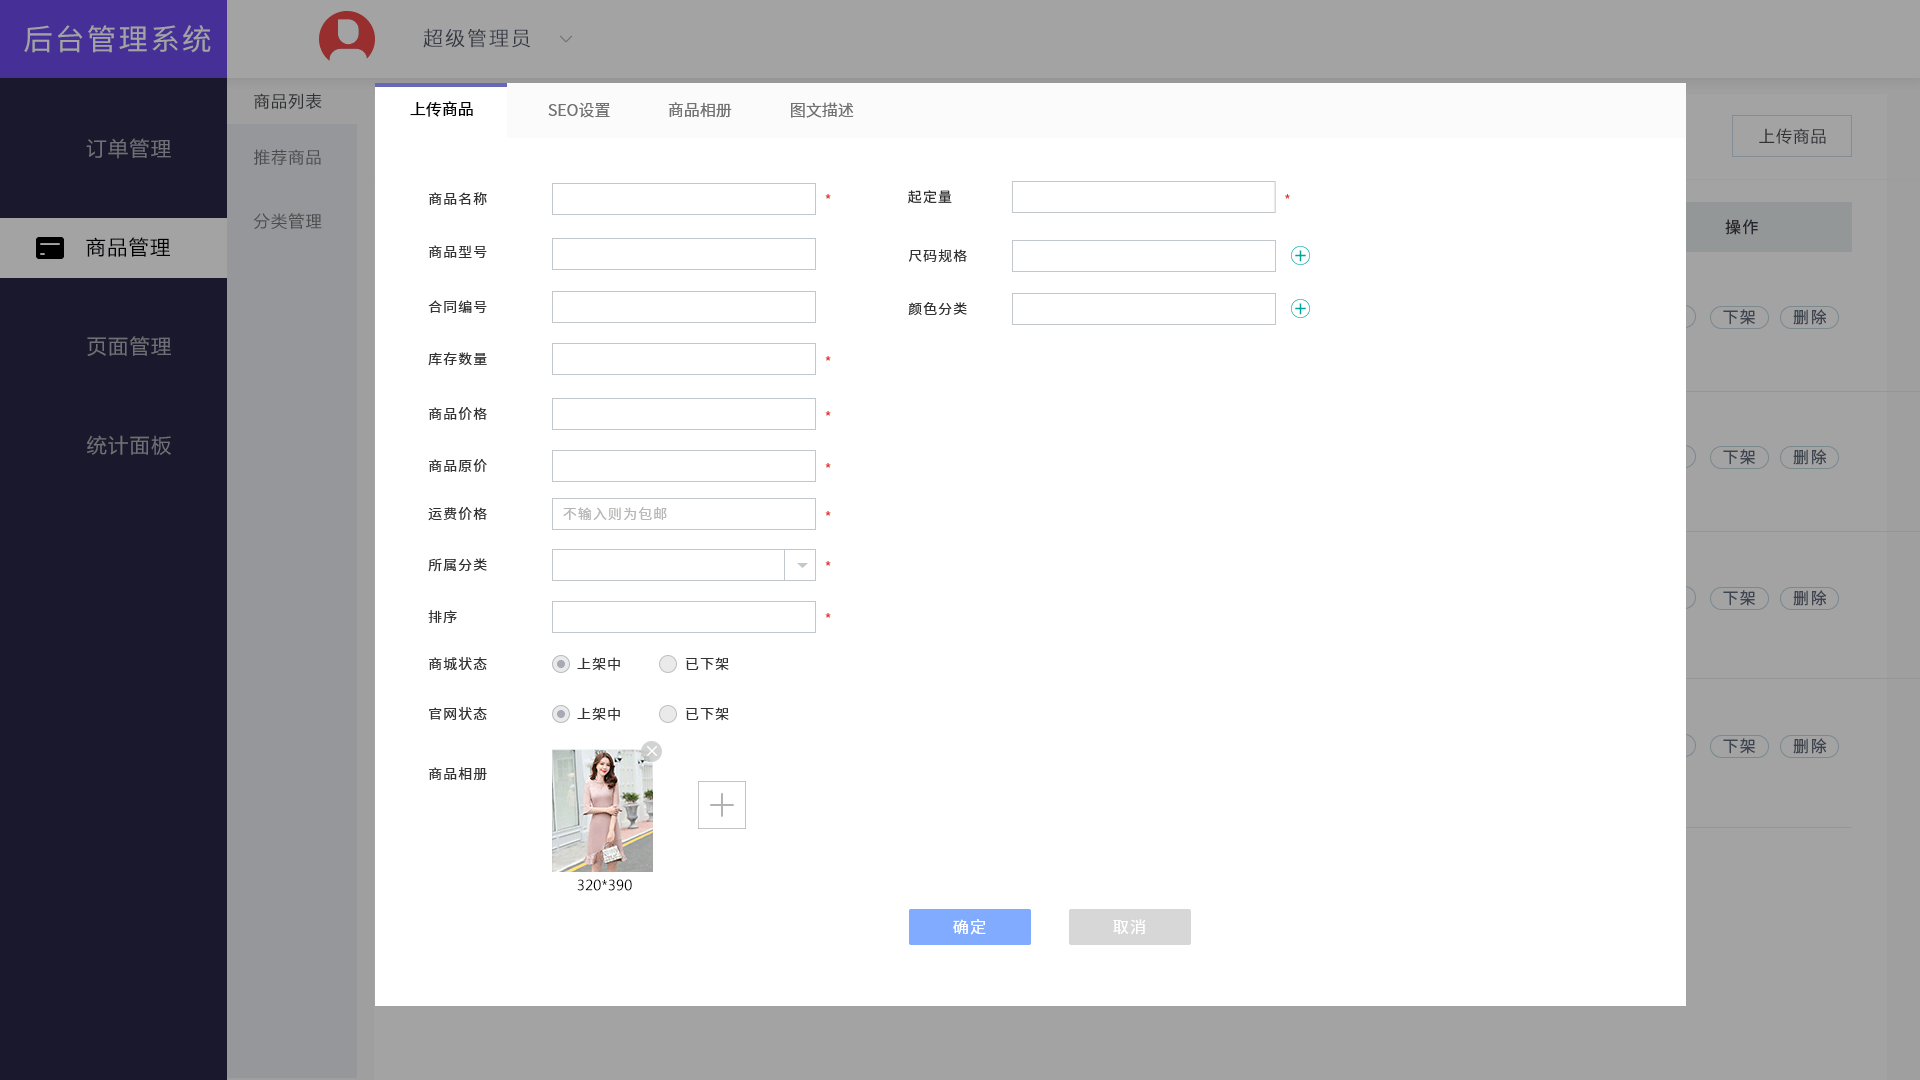 后台管理系统
超级管理员
订单管理
商品管理
页面管理
统计面板
商品列表
推荐商品
分类管理
上传商品
SEO设置
商品相册
图文描述
商品名称
*
商品型号
合同编号
库存数量
*
商品价格
*
商品原价
*
运费价格
不输入则为包邮
*
所属分类
*
排序
*
商城状态
上架中
已下架
官网状态
上架中
已下架
商品相册
320*390
起定量
*
尺码规格
颜色分类
确定
取消
上传商品
操作
下架
删除
下架
删除
下架
删除
下架
删除